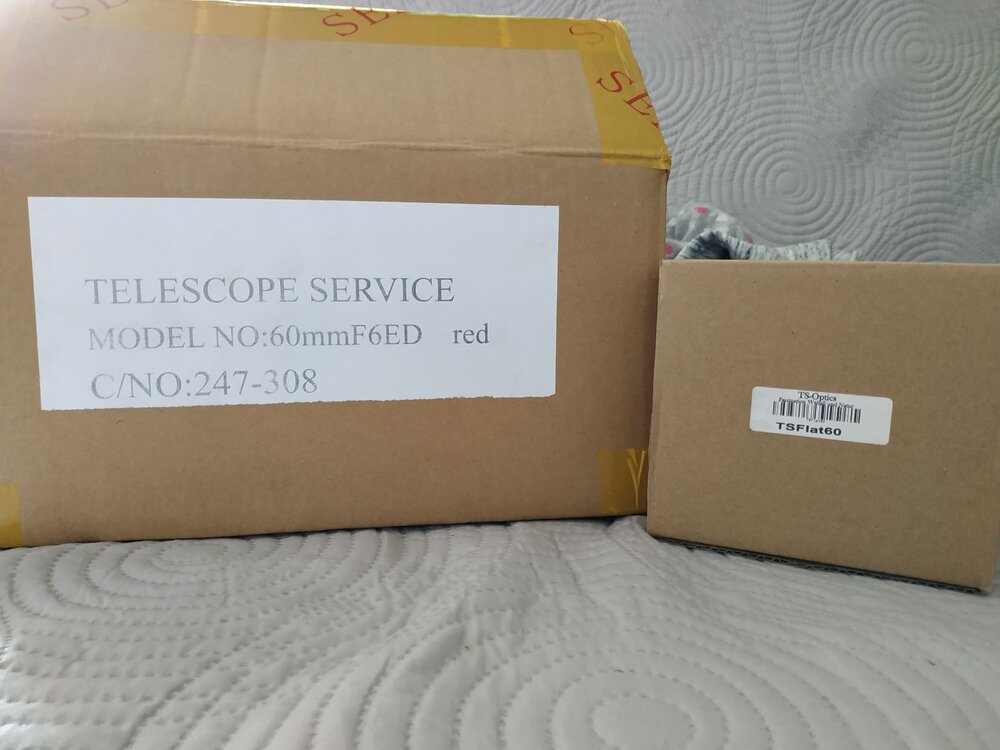 TELESCOPE SERVICE
MODEL NO:60mmF6ED red
C/NO:247-308
TS-Optics
TSFlat60